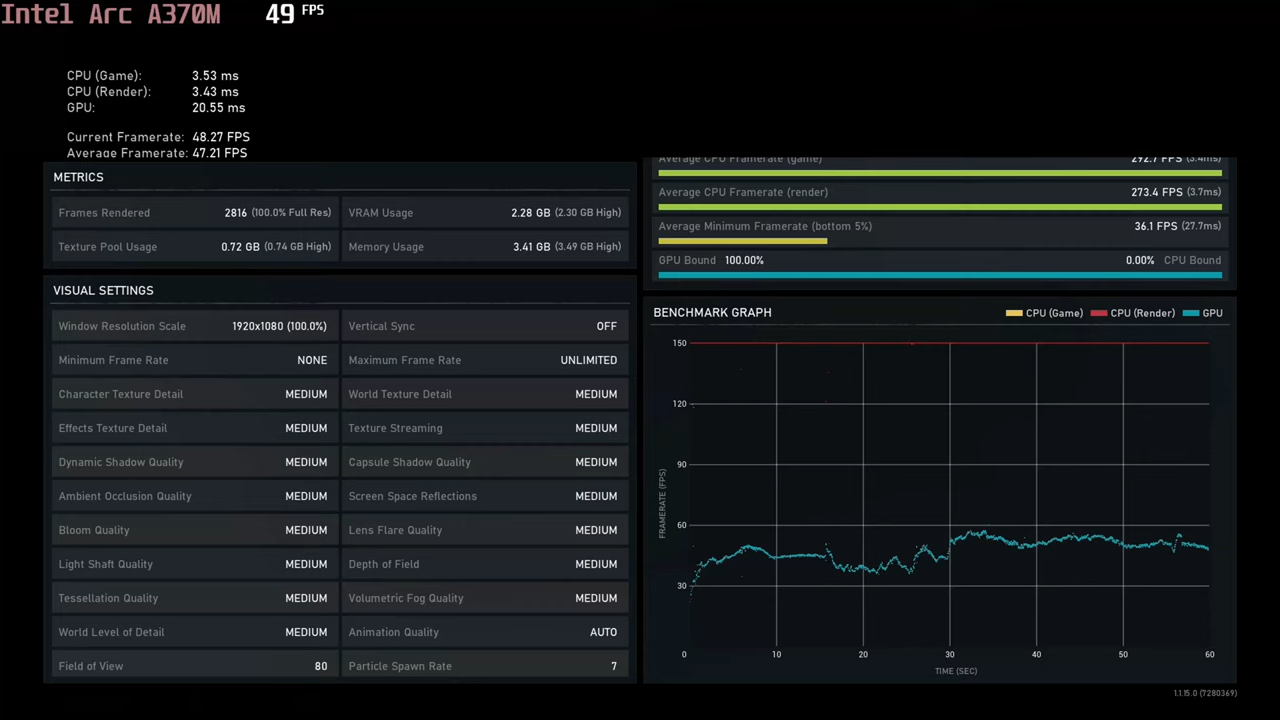 Intel Arc A370M 49 FPS
CPU (Game): 3.53 ms
CPU (Render): 3.43 ms
GPU: 20.55 ms
Current Framerate: 48.27 FPS
Average Framerate: 47.21 FPS
METRICS
Frames Rendered 2816 (100.0% Full Res) VRAM Usage 2.28 GB (2.30 GB High)
Texture Pool Usage 0.72 GB (0.74 GB High) Memory Usage 3.41 GB (3.49 GB High)
VISUAL SETTINGS
Window Resolution Scale 1920x1080 (100.0%) Vertical Sync OFF
Minimum Frame Rate NONE Maximum Frame Rate UNLIMITED
Character Texture Detail MEDIUM World Texture Detail MEDIUM
Effects Texture Detail MEDIUM Texture Streaming MEDIUM
Dynamic Shadow Quality MEDIUM Capsule Shadow Quality MEDIUM
Ambient Occlusion Quality MEDIUM Screen Space Reflections MEDIUM
Bloom Quality MEDIUM Lens Flare Quality MEDIUM
Light Shaft Quality MEDIUM Depth of Field MEDIUM
Tessellation Quality MEDIUM Volumetric Fog Quality MEDIUM
World Level of Detail MEDIUM Animation Quality AUTO
Field of View 80 Particle Spawn Rate 7
Average CPU Framerate (game) 292.7 FPS (3.4ms)
Average CPU Framerate (render) 273.4 FPS (3.7ms)
Average Minimum Framerate (bottom 5%) 36.1 FPS (27.7ms)
GPU Bound 100.00% 0.00% CPU Bound
BENCHMARK GRAPH CPU (Game) CPU (Render) GPU
150
120
90
60
30
FRAMERATE (FPS)
0 10 20 30 40 50 60
TIME (SEC)
1.1.15.0 (7280369)